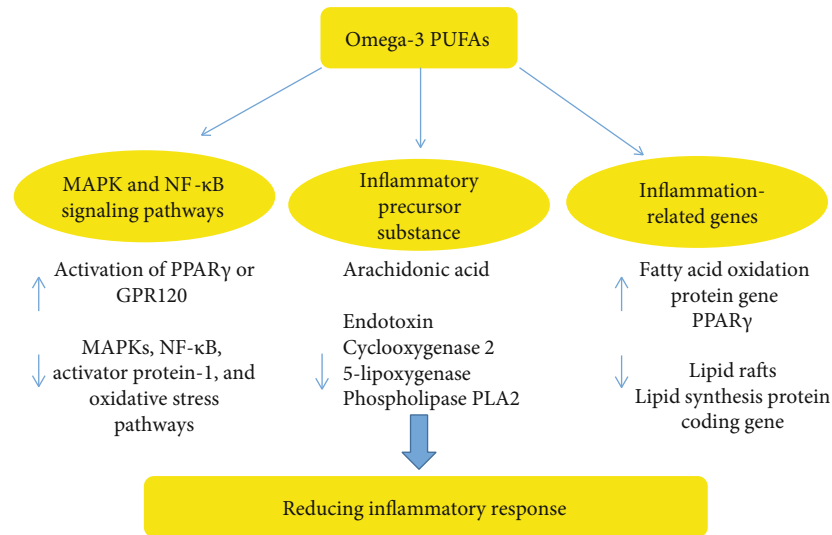 Omega-3 PUFAs
MAPK and NF-κB
signaling pathways
Inflammatory
precursor
substance
Inflammation-
related genes
Activation of PPARγ or
GPR120
MAPKs, NF-κB,
activator protein-1, and
oxidative stress
pathways
Arachidonic acid
Endotoxin
Cyclooxygenase 2
5-lipoxygenase
Phospholipase PLA2
Fatty acid oxidation
protein gene
PPARγ
Lipid rafts
Lipid synthesis protein
coding gene
Reducing inflammatory response